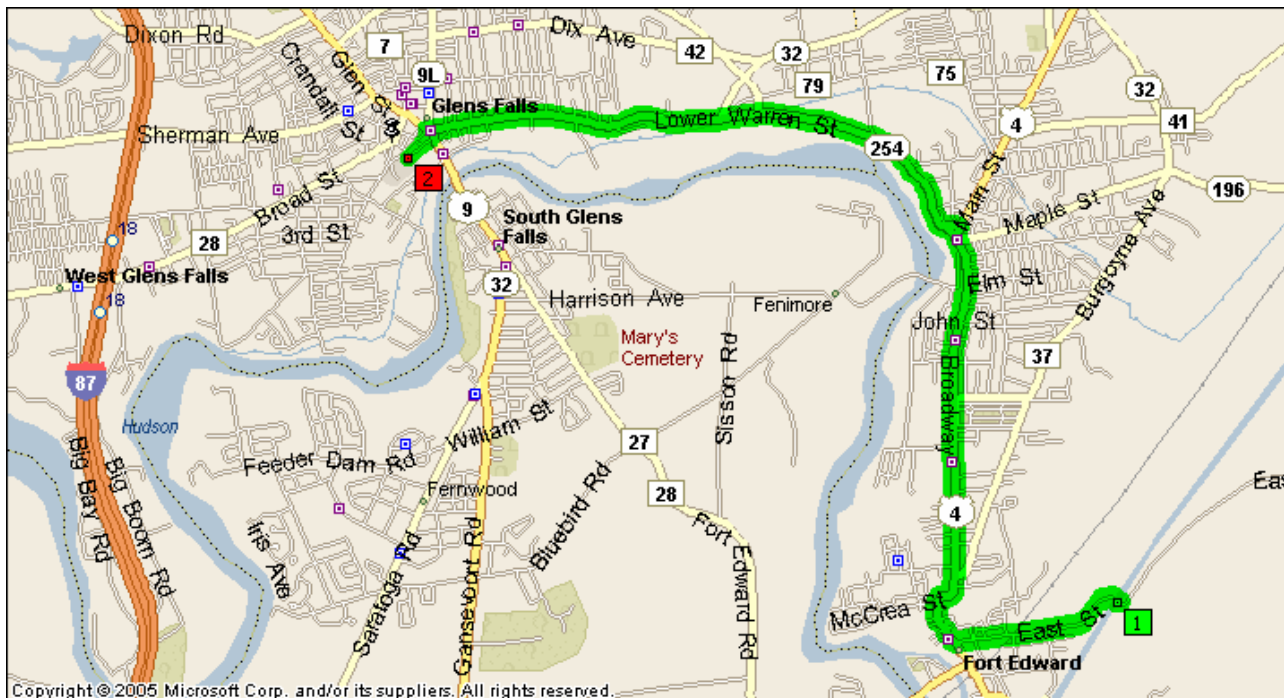 Dixon Rd
Crandall St
Glen St
7
9L
Dix Ave
42
32
79
75
4
32
41
Sherman Ave
Glens Falls
Lower Warren St
254
2
Broad St
28
3rd St
9
South Glens
Falls
Main St
Maple St
196
18
West Glens Falls
18
32
Harrison Ave
Fenimore
Elm St
Burgoyne Ave
John St
Mary's
Cemetery
Sisson Rd
37
87
Hudson
Broadway
William St
27
Feeder Dam Rd
Fernwood
28
Big Bay Rd
Big Boom Rd
Iris Ave
Saratoga Rd
Gansevoort Rd
Bluebird Rd
Fort Edward Rd
4
Eas
McCrea St
East St
1
Fort Edward
Copyright © 2005 Microsoft Corp. and/or its suppliers. All rights reserved.